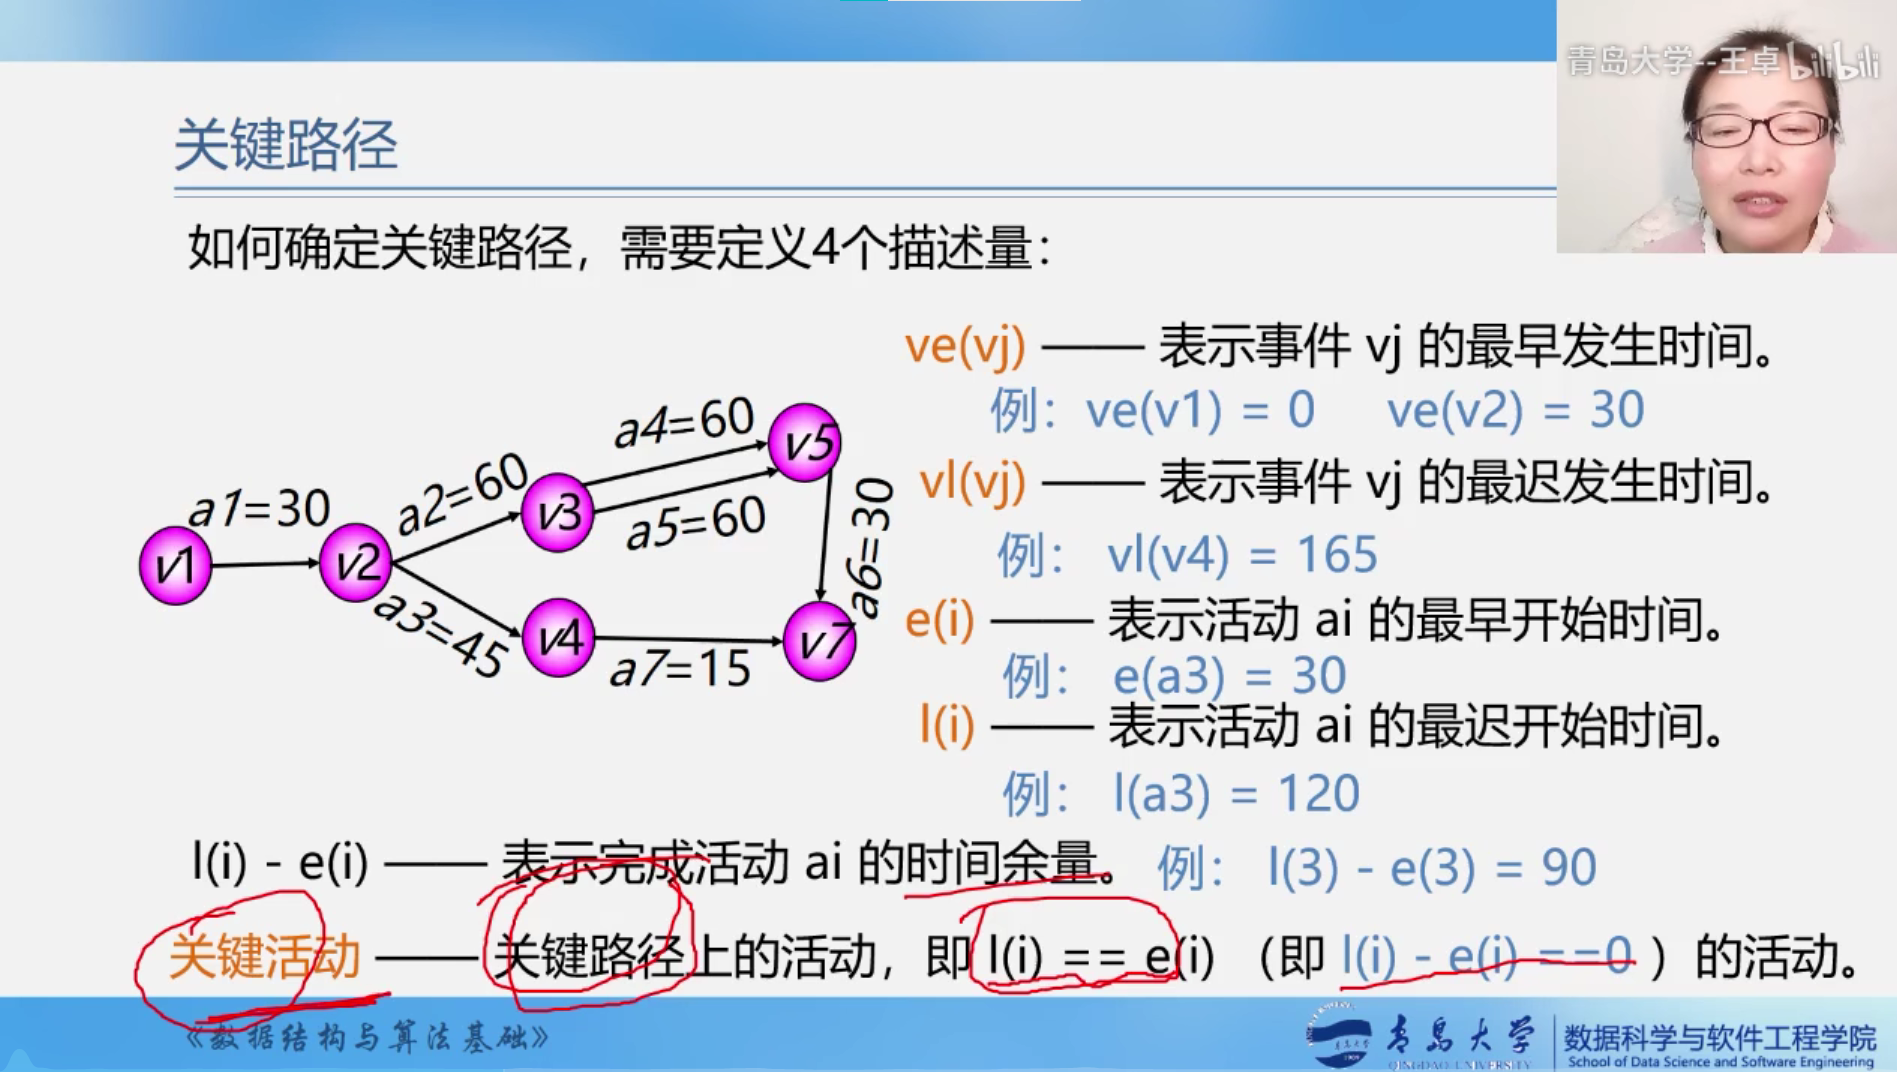 青岛大学--王卓 bilibili
关键路径
如何确定关键路径，需要定义4个描述量：
ve(vj) —— 表示事件 vj 的最早发生时间。
例：ve(v1) = 0 ve(v2) = 30
vl(vj) —— 表示事件 vj 的最迟发生时间。
例： vl(v4) = 165
e(i) —— 表示活动 ai 的最早开始时间。
例： e(a3) = 30
l(i) —— 表示活动 ai 的最迟开始时间。
例： l(a3) = 120
a1=30
a2=60
a3=45
a4=60
a5=60
a6=30
a7=15
v1
v2
v3
v4
v5
v7
l(i) - e(i) —— 表示完成活动 ai 的时间余量。 例： l(3) - e(3) = 90
关键活动 —— 关键路径上的活动，即 l(i) == e(i) （即 l(i) - e(i) ==0 ）的活动。
《数据结构与算法基础》
青岛大学
QINGDAO UNIVERSITY
数据科学与软件工程学院
School of Data Science and Software Engineering